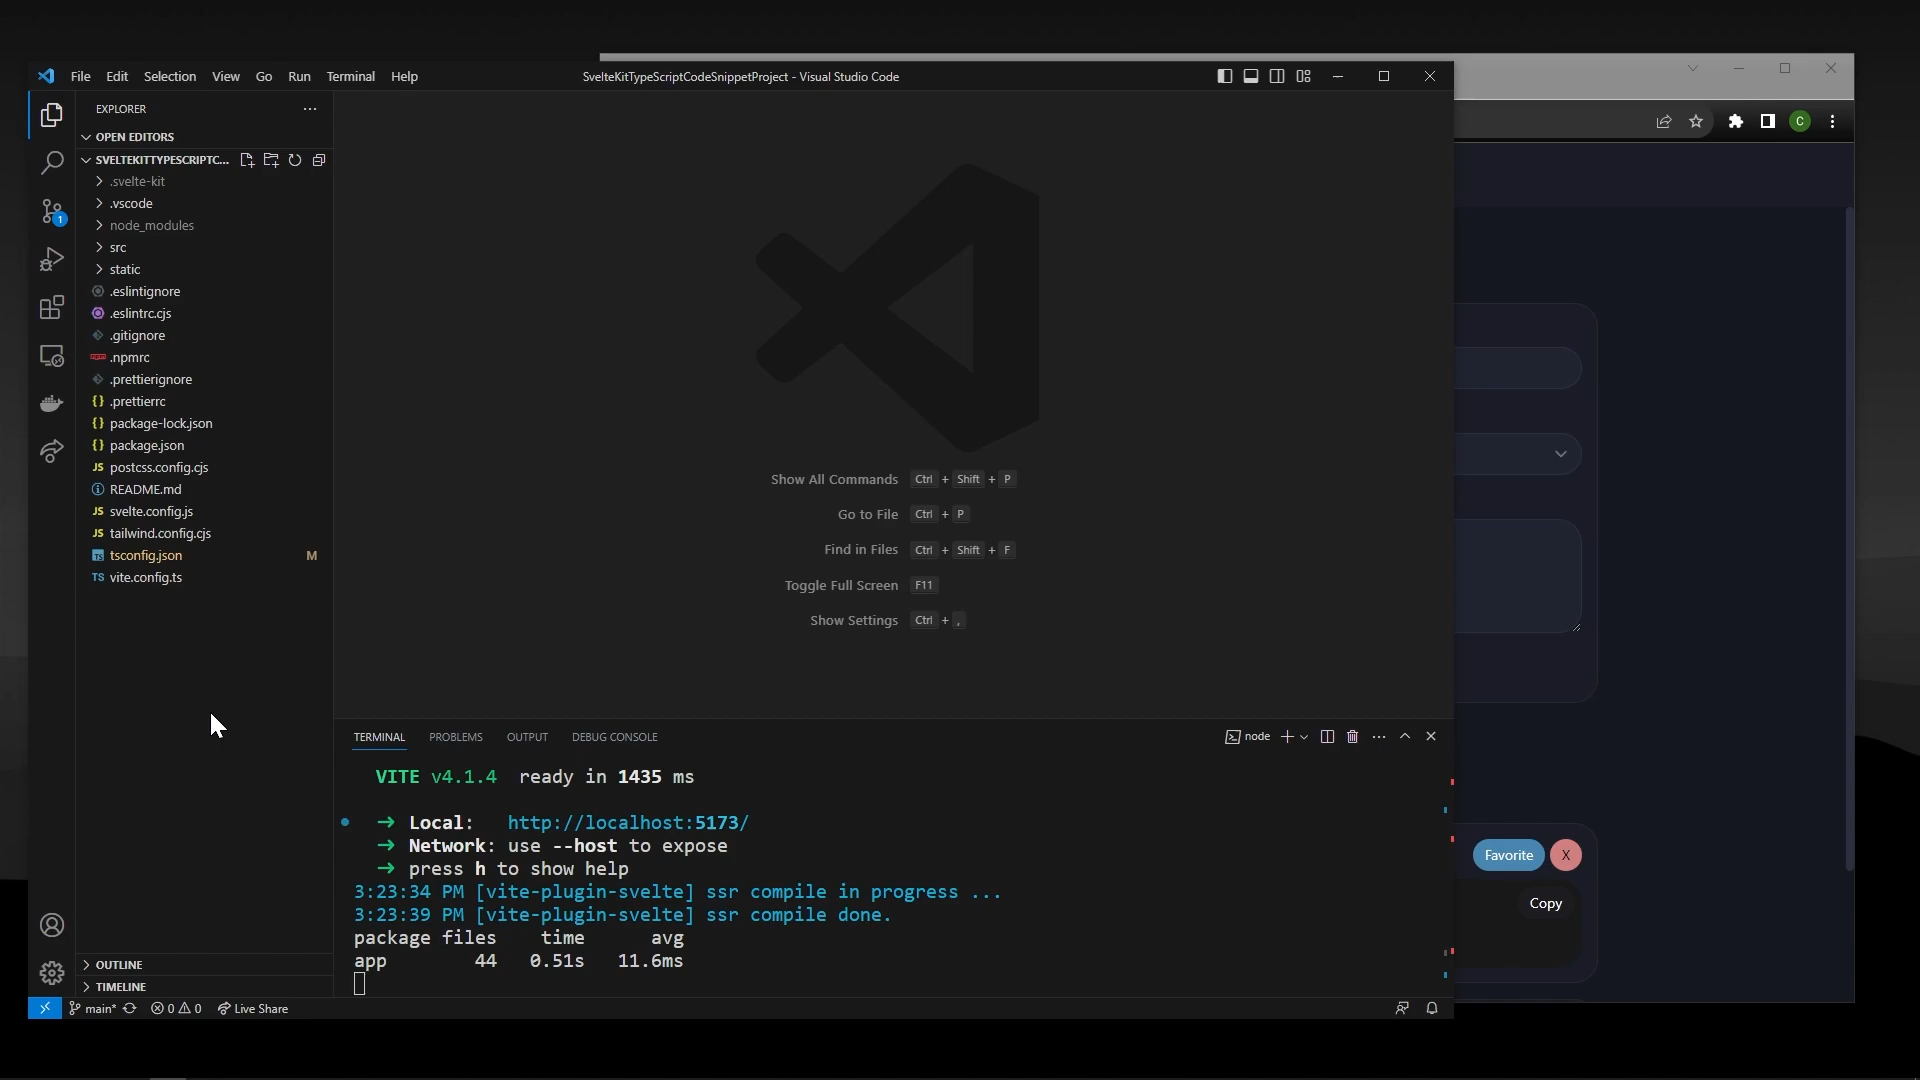 File Edit Selection View Go Run Terminal Help
SvelteKitTypeScriptCodeSnippetProject - Visual Studio Code
C
EXPLORER
OPEN EDITORS
SVELTEKITTYPESCRIPTC...
.svelte-kit
.vscode
node_modules
src
static
.eslintignore
.eslintrc.cjs
.gitignore
.npmrc
.prettierignore
.prettierrc
package-lock.json
package.json
JS postcss.config.cjs
README.md
JS svelte.config.js
JS tailwind.config.cjs
TS tsconfig.json M
TS vite.config.ts
1
Show All Commands Ctrl + Shift + P
Go to File Ctrl + P
Find in Files Ctrl + Shift + F
Toggle Full Screen F11
Show Settings Ctrl + ,
TERMINAL PROBLEMS OUTPUT DEBUG CONSOLE
node
VITE v4.1.4 ready in 1435 ms
➜ Local: http://localhost:5173/
➜ Network: use --host to expose
➜ press h to show help
3:23:34 PM [vite-plugin-svelte] ssr compile in progress ...
3:23:39 PM [vite-plugin-svelte] ssr compile done.
package files time avg
app 44 0.51s 11.6ms
Favorite X
Copy
OUTLINE
TIMELINE
main* 0 0 Live Share